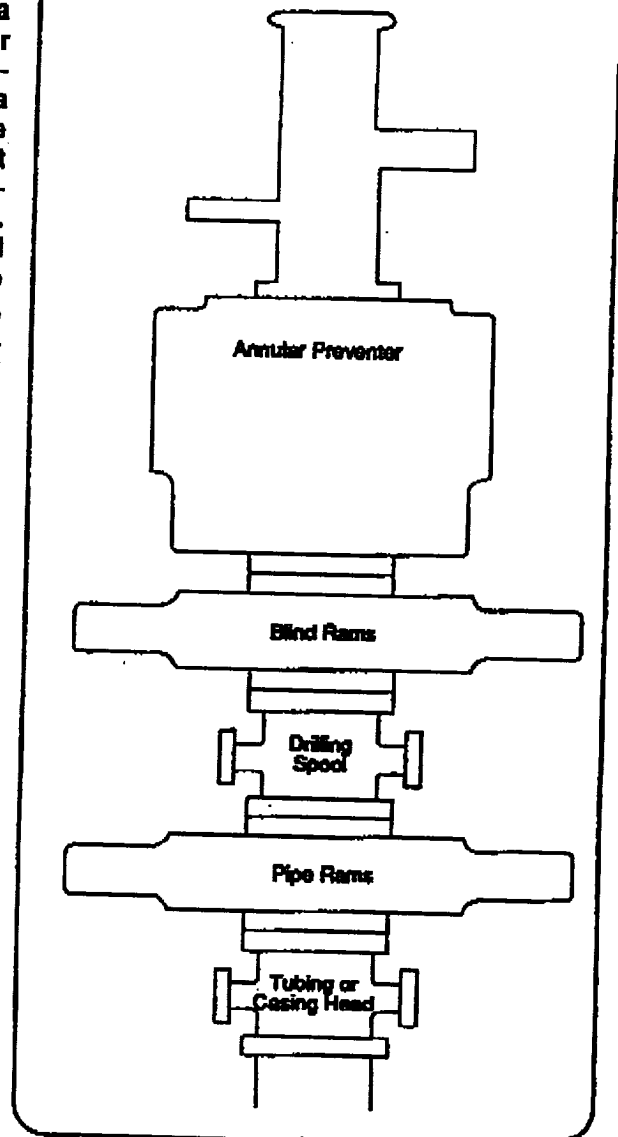 a
r
a
e
t
Annular Preventer
Blind Rams
Drilling
Spool
Pipe Rams
Tubing or
Casing Head